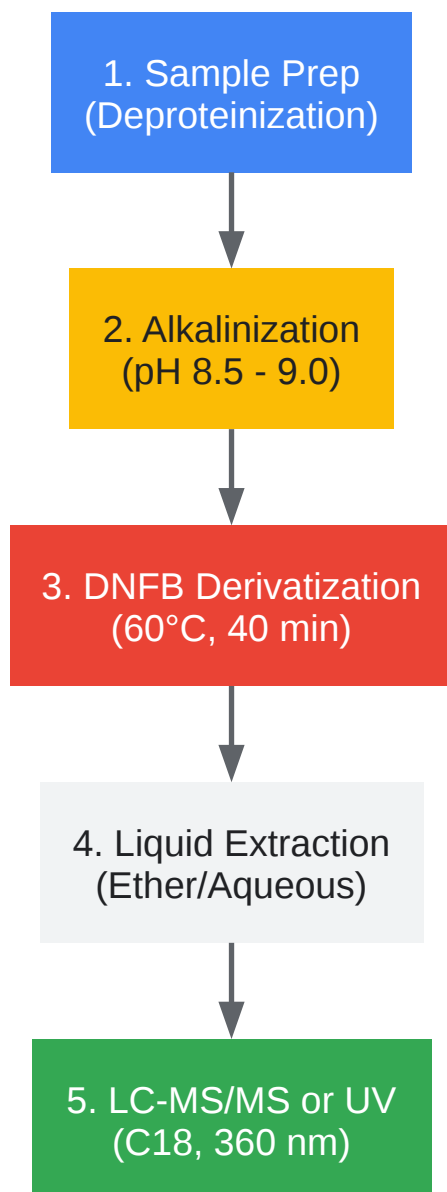 1. Sample Prep
(Deproteinization)
2. Alkalinization
(pH 8.5 - 9.0)
3. DNFB Derivatization
(60°C, 40 min)
4. Liquid Extraction
(Ether/Aqueous)
5. LC-MS/MS or UV
(C18, 360 nm)